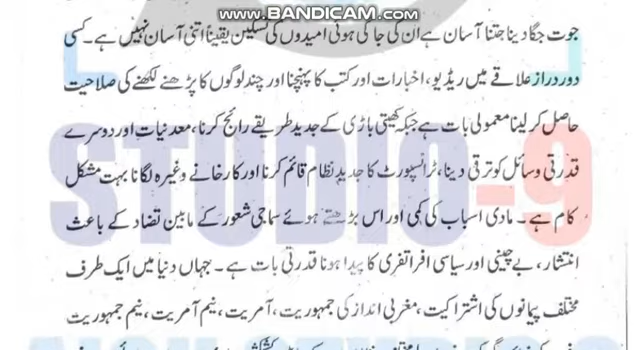 www.BANDICAM.com
جوت جگا دینا جتنا آسان ہے ان کی جاگی ہوئی امیدوں کی تسکین یقیناً اتنی آسان نہیں ہے۔ کسی
دور دراز علاقے میں ریڈیو، اخبارات اور کتب کا پہنچنا اور چند لوگوں کا پڑھنے لکھنے کی صلاحیت
حاصل کر لینا معمولی بات ہے جبکہ کھیتی باڑی کے جدید طریقے رائج کرنا، معدنیات اور دوسرے
قدرتی وسائل کو ترقی دینا، ٹرانسپورٹ کا جدید نظام قائم کرنا اور کارخانے وغیرہ لگانا بہت مشکل
کام ہے۔ مادی اسباب کی کمی اور اس بڑھتے ہوئے سماجی شعور کے مابین تضاد کے باعث
انتشار، بے چینی اور سیاسی افراتفری کا پیدا ہونا قدرتی بات ہے۔ جہاں دنیا میں ایک طرف
مختلف پیمانوں کی اشتراکیت، مغربی انداز کی جمہوریت، آمریت، نیم آمریت، نیم جمہوریت
STUDIO-9